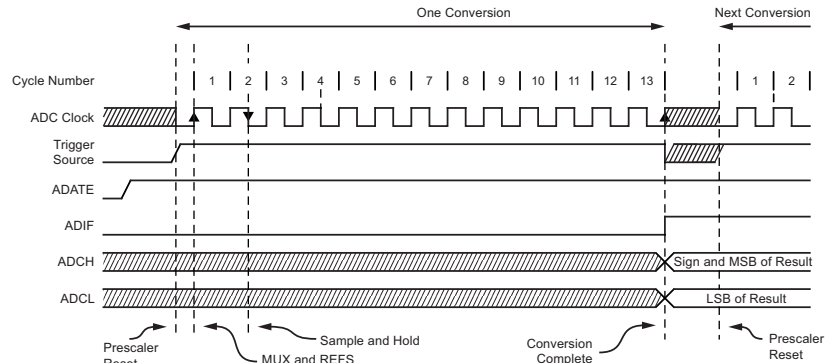 One Conversion
Next Conversion
Cycle Number 1 2 3 4 5 6 7 8 9 10 11 12 13 1 2
ADC Clock
Trigger
Source
ADATE
ADIF
ADCH
Sign and MSB of Result
ADCL
LSB of Result
Prescaler
Reset
MUX and REFS
Sample and Hold
Conversion
Complete
Prescaler
Reset